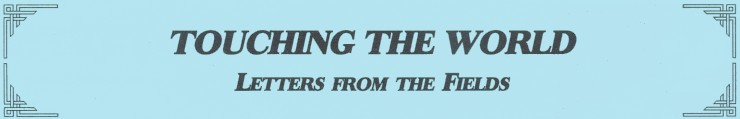 TOUCHING THE WORLD
LETTERS FROM THE FIELDS